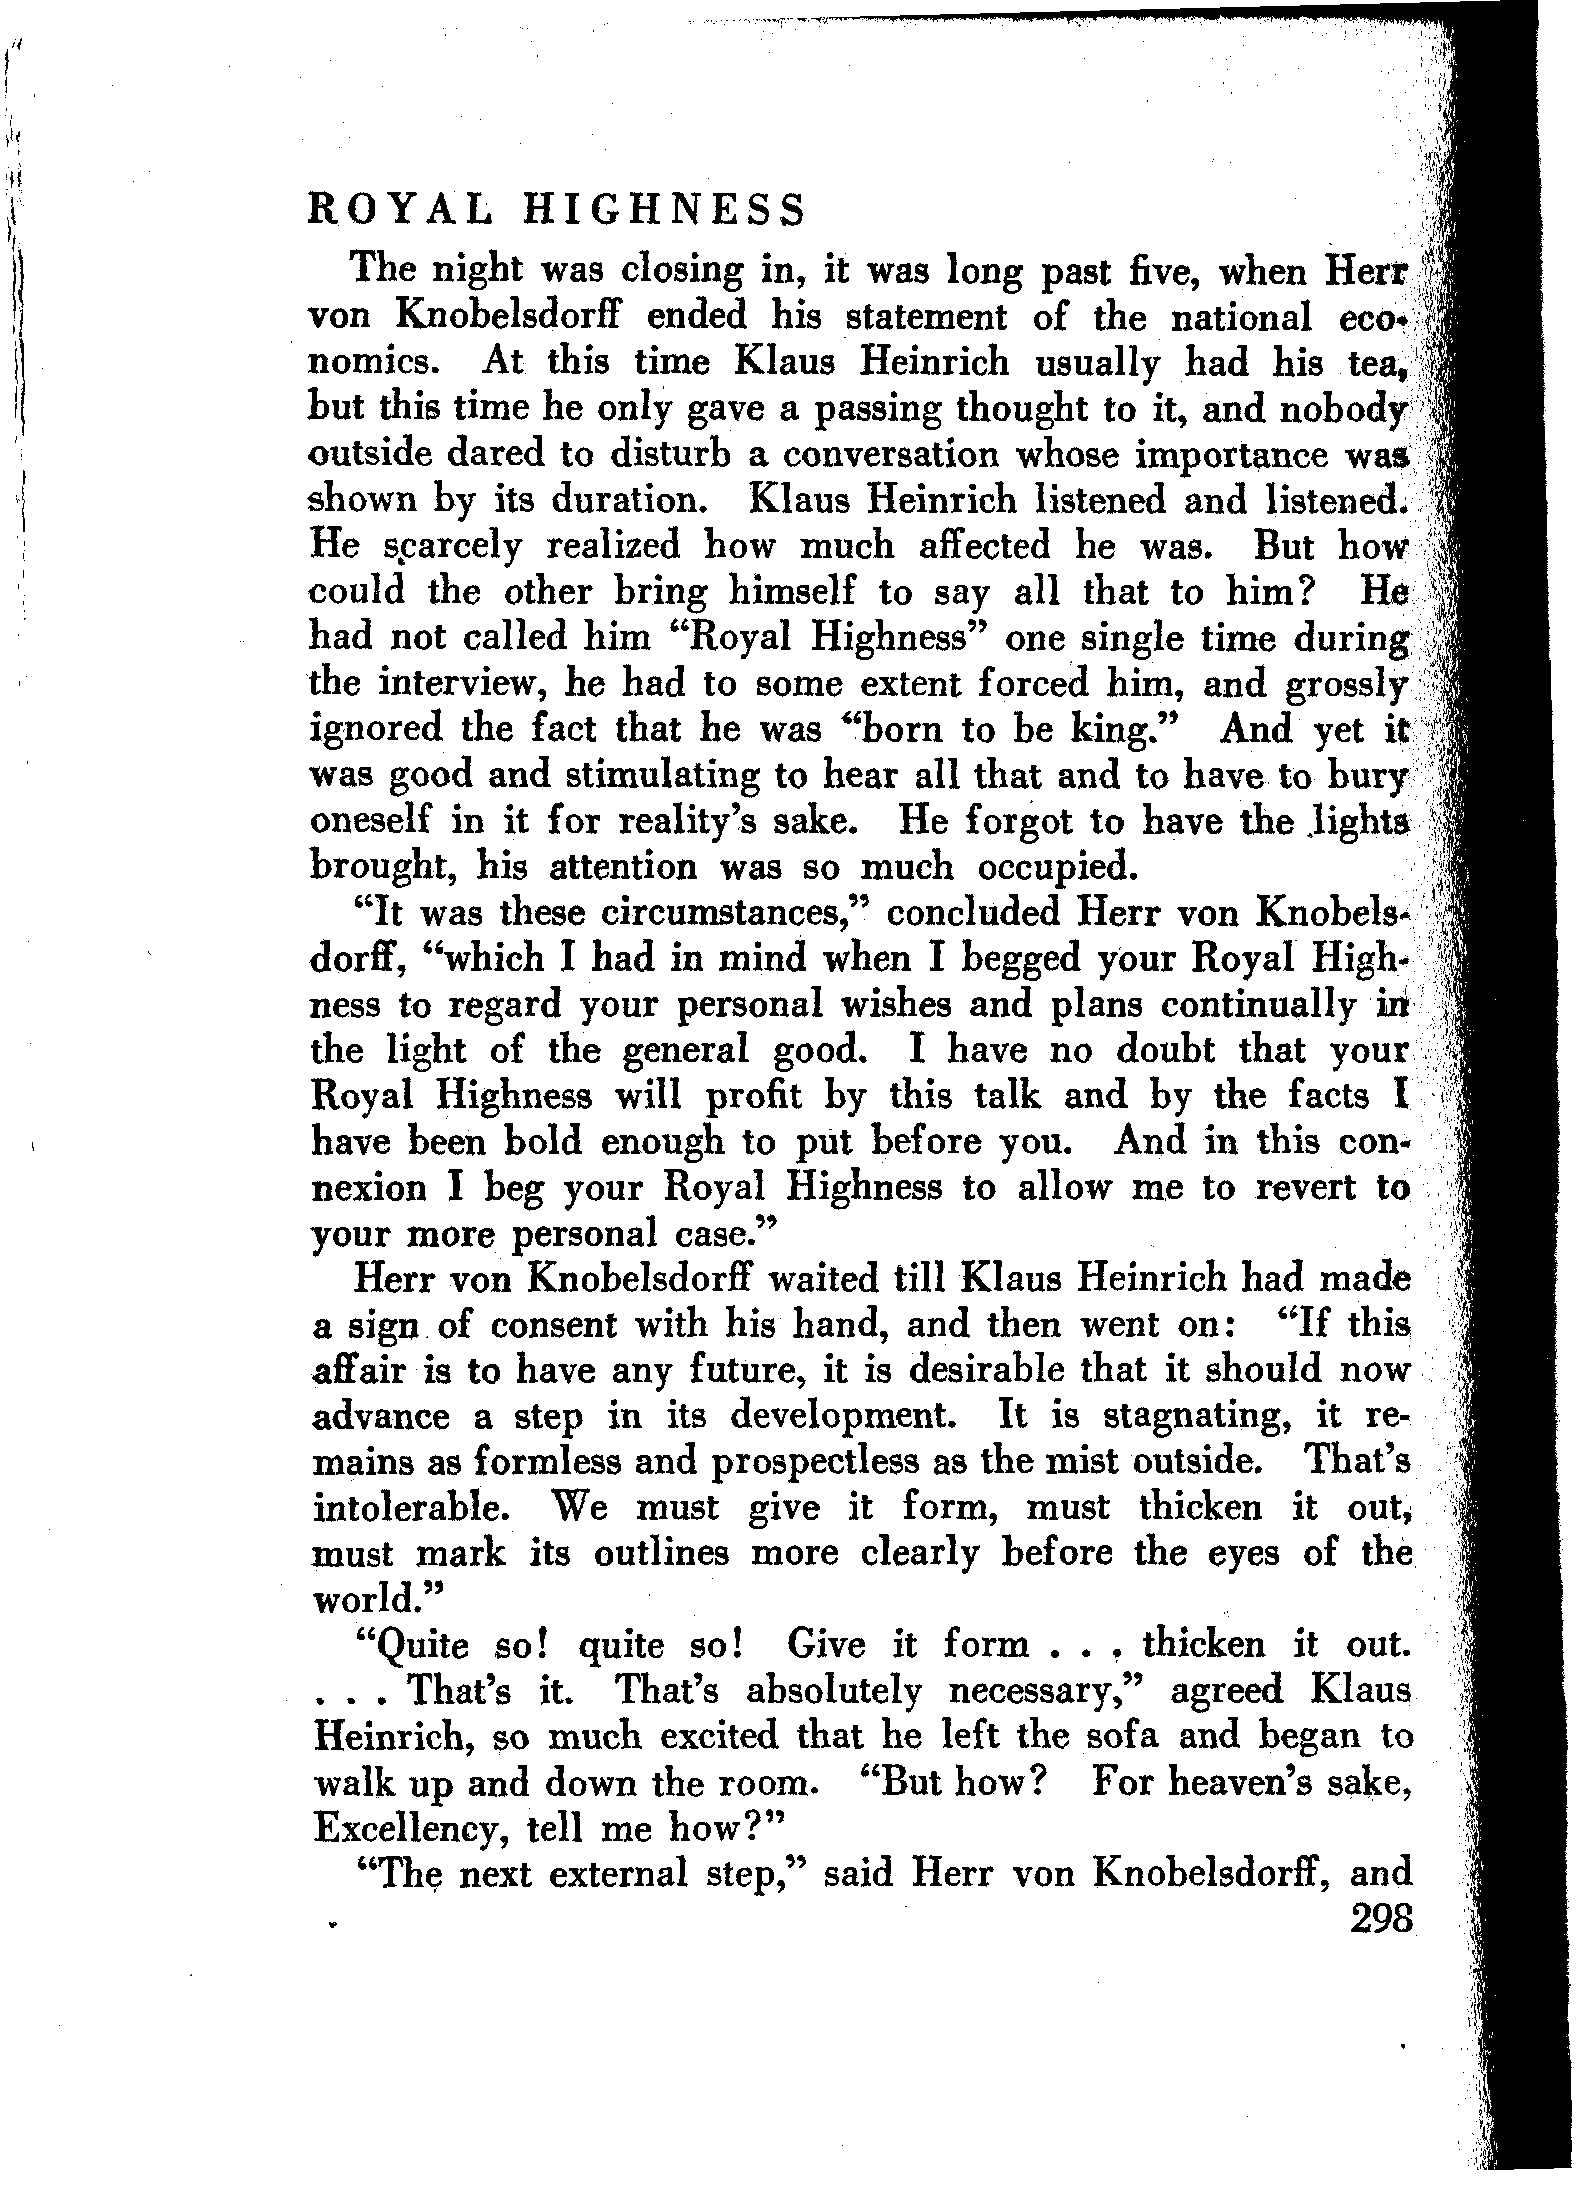 ROYAL HIGHNESS
The night was closing in, it was long past five, when Herr
von Knobelsdorff ended his statement of the national eco-
nomics. At this time Klaus Heinrich usually had his tea,
but this time he only gave a passing thought to it, and nobody
outside dared to disturb a conversation whose importance was
shown by its duration. Klaus Heinrich listened and listened.
He scarcely realized how much affected he was. But how
could the other bring himself to say all that to him? He
had not called him “Royal Highness” one single time during
the interview, he had to some extent forced him, and grossly
ignored the fact that he was “born to be king.” And yet it
was good and stimulating to hear all that and to have to bury
oneself in it for reality’s sake. He forgot to have the lights
brought, his attention was so much occupied.
“It was these circumstances,” concluded Herr von Knobels-
dorff, “which I had in mind when I begged your Royal High-
ness to regard your personal wishes and plans continually in
the light of the general good. I have no doubt that your
Royal Highness will profit by this talk and by the facts I
have been bold enough to put before you. And in this con-
nexion I beg your Royal Highness to allow me to revert to
your more personal case.”
Herr von Knobelsdorff waited till Klaus Heinrich had made
a sign of consent with his hand, and then went on: “If this
affair is to have any future, it is desirable that it should now
advance a step in its development. It is stagnating, it re-
mains as formless and prospectless as the mist outside. That’s
intolerable. We must give it form, must thicken it out,
must mark its outlines more clearly before the eyes of the
world.”
“Quite so! quite so! Give it form . . . thicken it out.
. . . That’s it. That’s absolutely necessary,” agreed Klaus
Heinrich, so much excited that he left the sofa and began to
walk up and down the room. “But how? For heaven’s sake,
Excellency, tell me how?”
“The next external step,” said Herr von Knobelsdorff, and
298